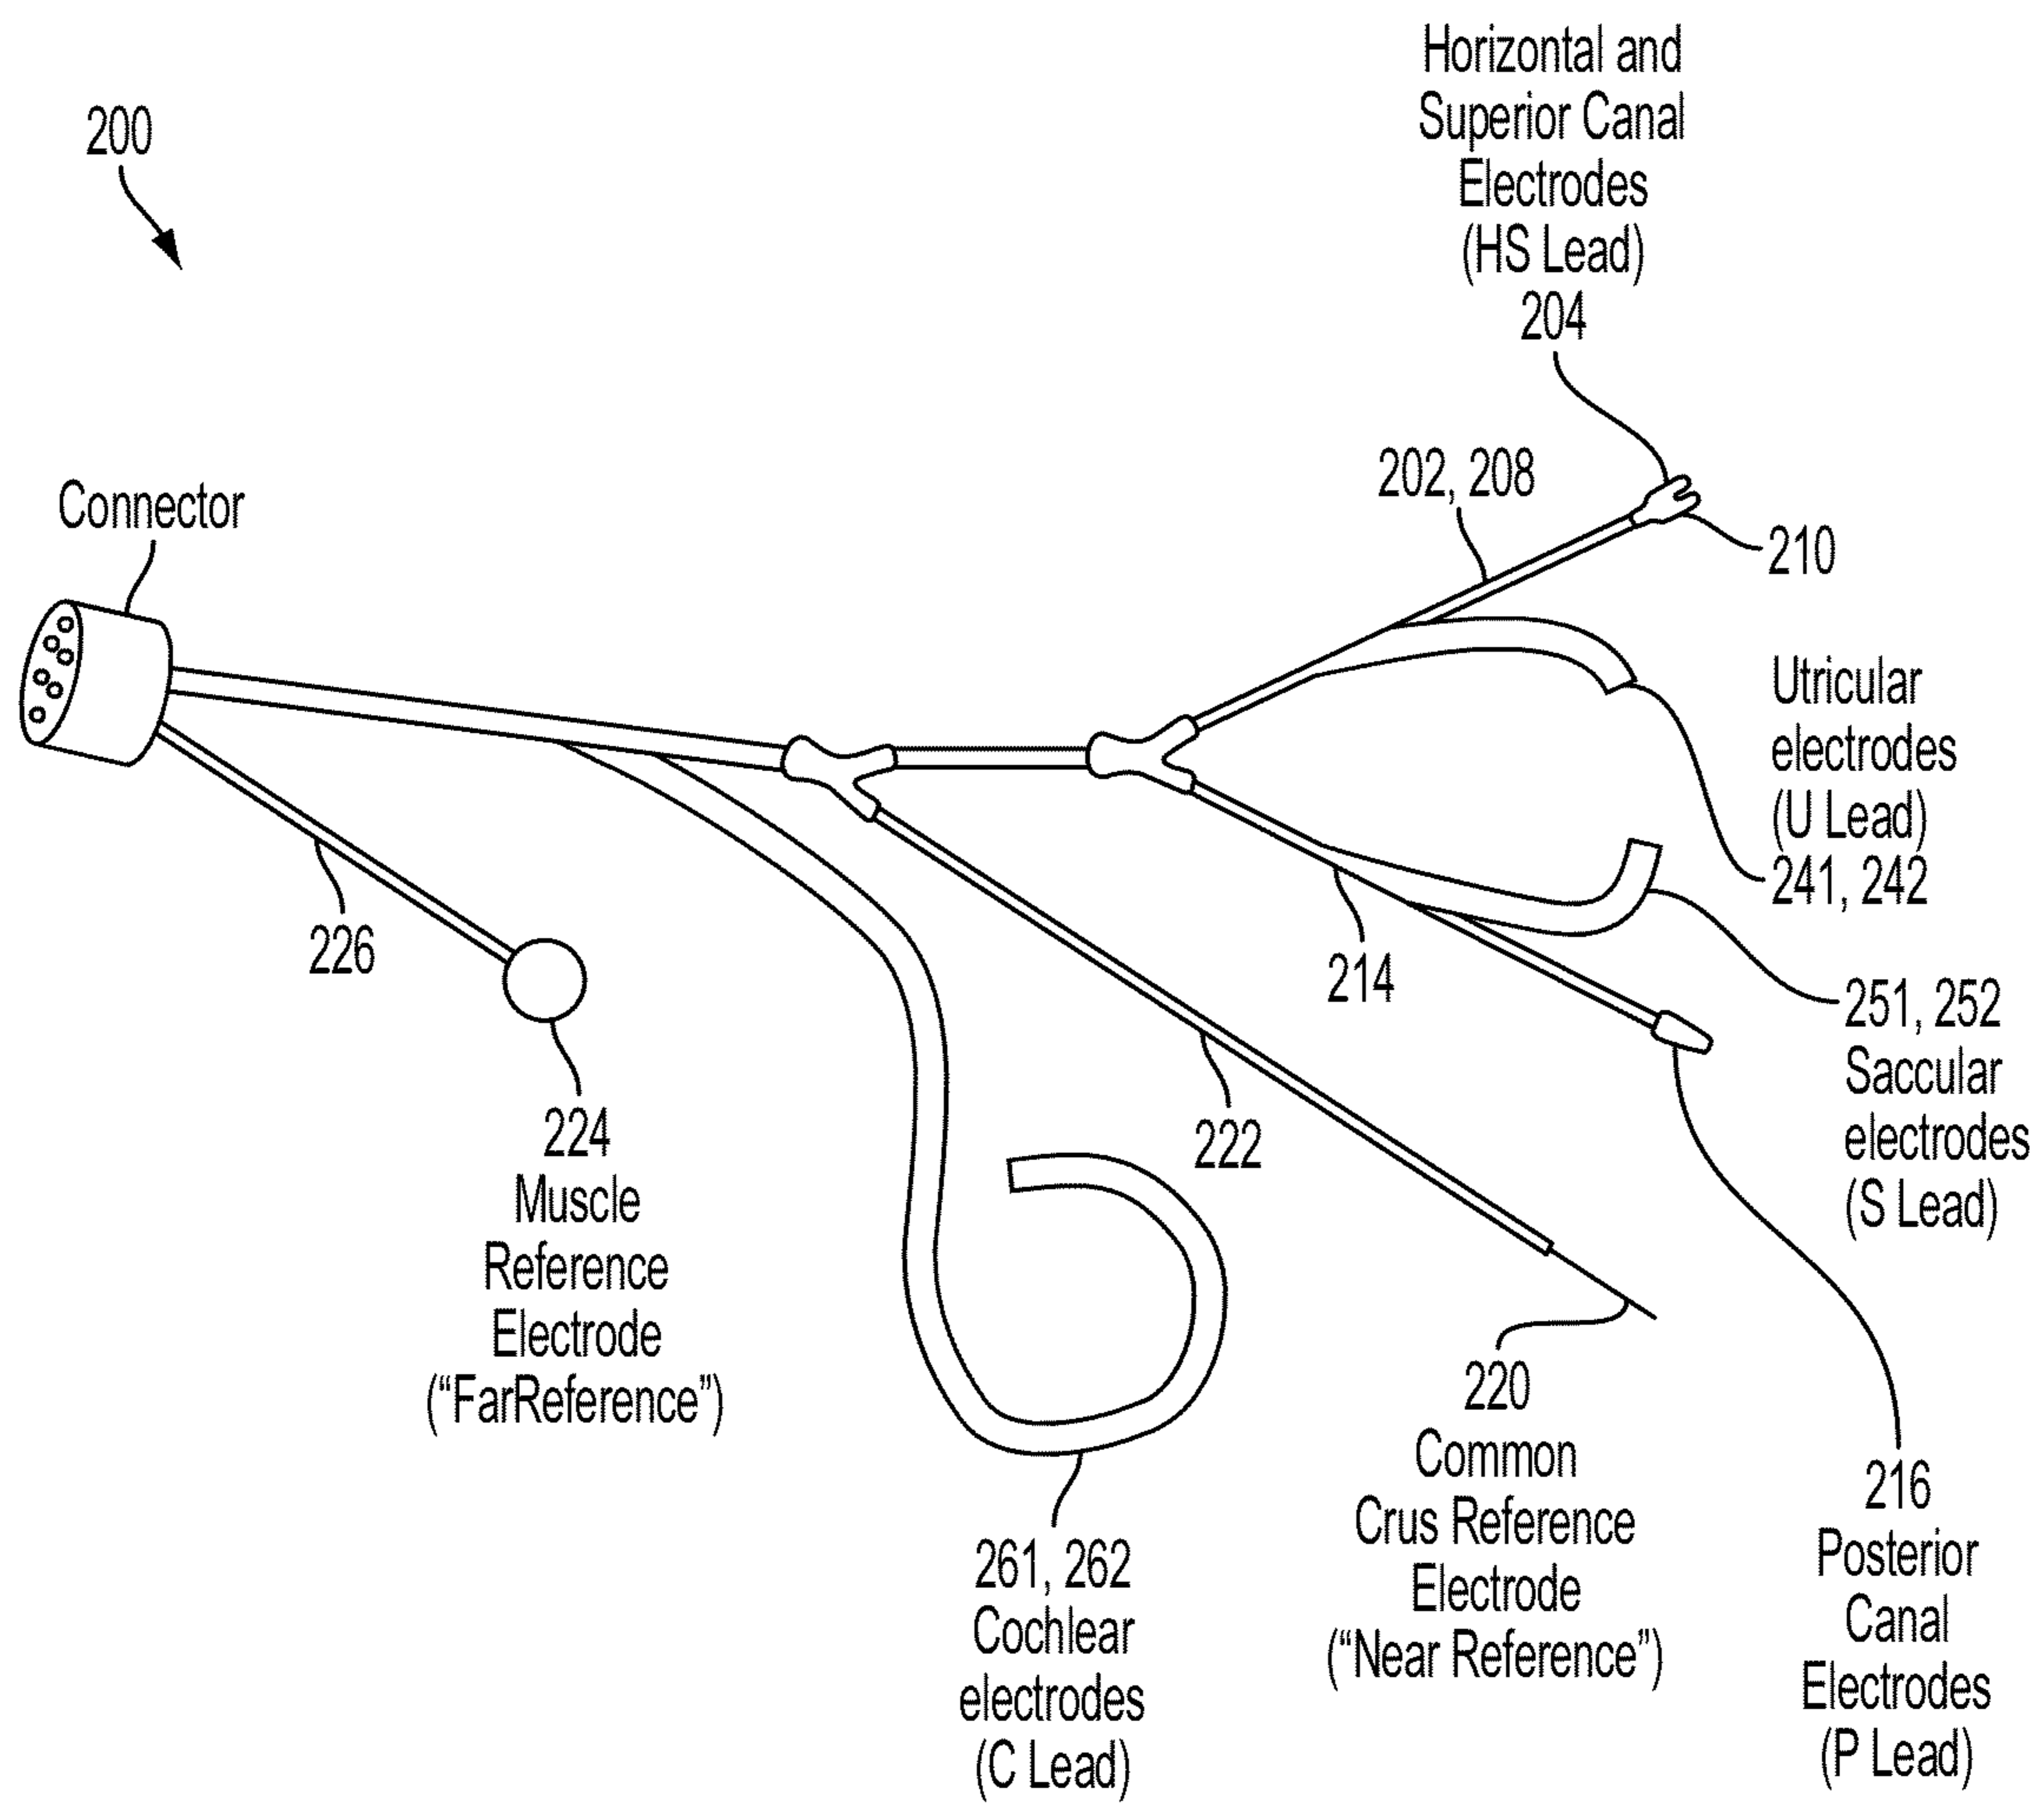 Horizontal and
Superior Canal
Electrodes
(HS Lead)
204
200
202, 208
210
Connector
Utricular
electrodes
(U Lead)
241, 242
226
214
251, 252
Saccular
electrodes
(S Lead)
224
Muscle
Reference
Electrode
(“FarReference”)
222
220
Common
Crus Reference
Electrode
(“Near Reference”)
216
Posterior
Canal
Electrodes
(P Lead)
261, 262
Cochlear
electrodes
(C Lead)